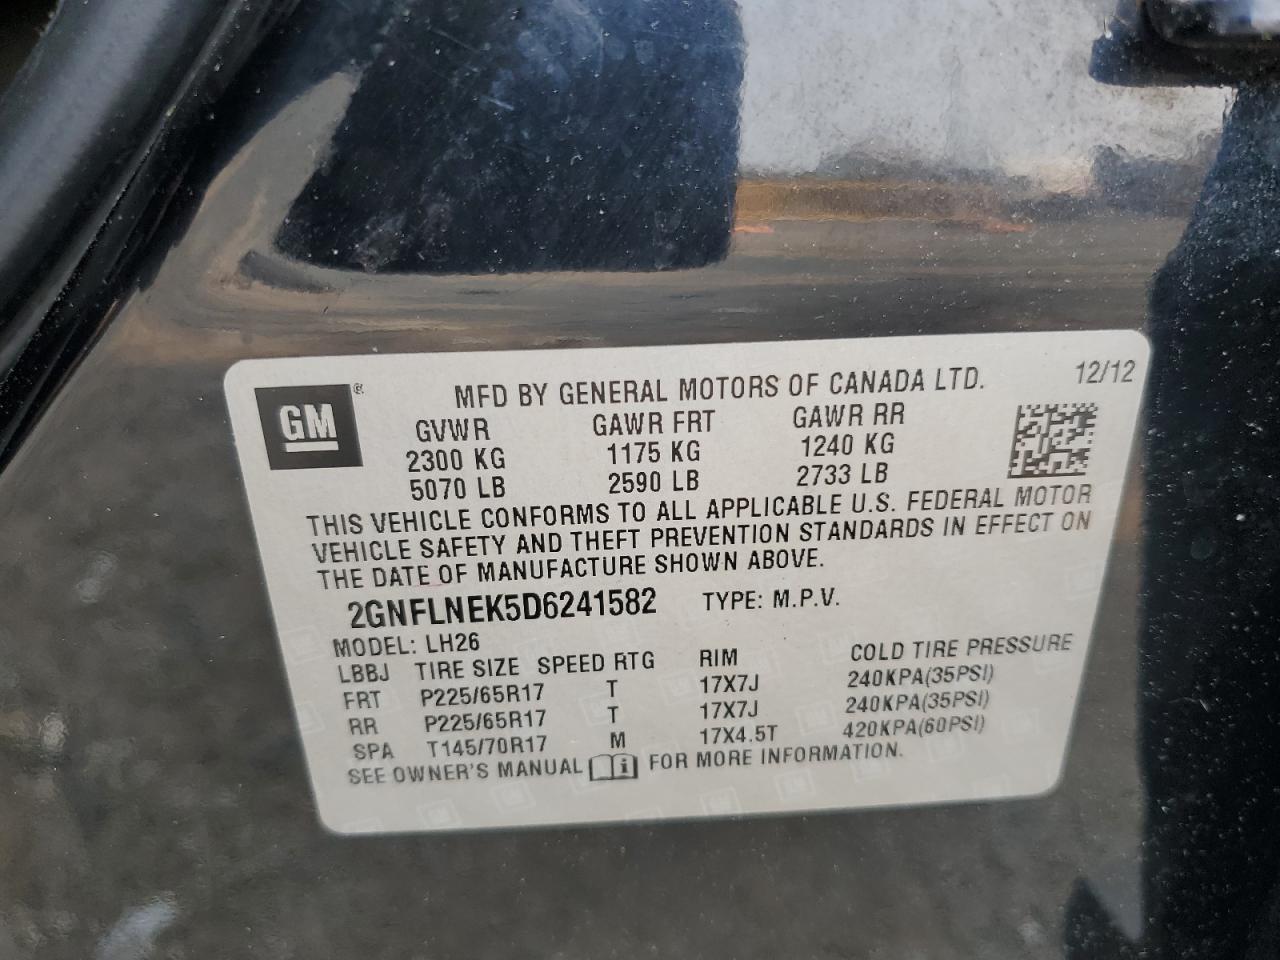 GM ®
MFD BY GENERAL MOTORS OF CANADA LTD. 12/12
GVWR GAWR FRT GAWR RR
2300 KG 1175 KG 1240 KG
5070 LB 2590 LB 2733 LB
THIS VEHICLE CONFORMS TO ALL APPLICABLE U.S. FEDERAL MOTOR
VEHICLE SAFETY AND THEFT PREVENTION STANDARDS IN EFFECT ON
THE DATE OF MANUFACTURE SHOWN ABOVE.
2GNFLNEK5D6241582 TYPE: M.P.V.
MODEL: LH26
LBBJ TIRE SIZE SPEED RTG RIM COLD TIRE PRESSURE
FRT P225/65R17 T 17X7J 240KPA(35PSI)
RR P225/65R17 T 17X7J 240KPA(35PSI)
SPA T145/70R17 M 17X4.5T 420KPA(60PSI)
SEE OWNER'S MANUAL i FOR MORE INFORMATION.